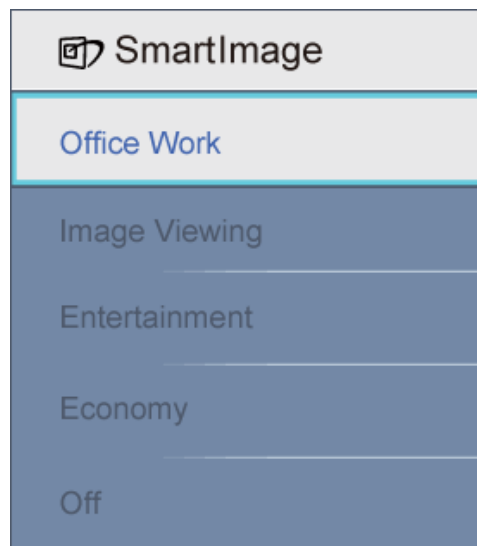 SmartImage
Office Work
Image Viewing
Entertainment
Economy
Off